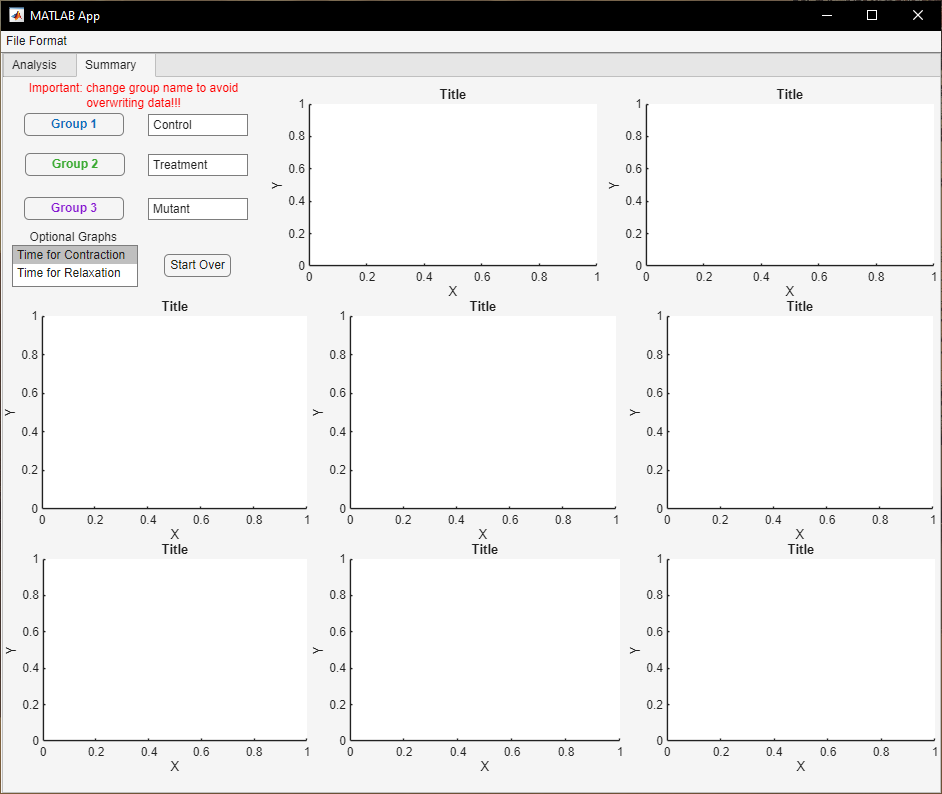 MATLAB App
File Format
Analysis
Summary
Important: change group name to avoid
overwriting data!!!
Group 1
Control
Group 2
Treatment
Group 3
Mutant
Optional Graphs
Time for Contraction
Time for Relaxation
Start Over
Title
1
0.8
0.6
0.4
0.2
0
Y
0 0.2 0.4 0.6 0.8 1
X
Title
1
0.8
0.6
0.4
0.2
0
Y
0 0.2 0.4 0.6 0.8 1
X
Title
1
0.8
0.6
0.4
0.2
0
Y
0 0.2 0.4 0.6 0.8 1
X
Title
1
0.8
0.6
0.4
0.2
0
Y
0 0.2 0.4 0.6 0.8 1
X
Title
1
0.8
0.6
0.4
0.2
0
Y
0 0.2 0.4 0.6 0.8 1
X
Title
1
0.8
0.6
0.4
0.2
0
Y
0 0.2 0.4 0.6 0.8 1
X
Title
1
0.8
0.6
0.4
0.2
0
Y
0 0.2 0.4 0.6 0.8 1
X
Title
1
0.8
0.6
0.4
0.2
0
Y
0 0.2 0.4 0.6 0.8 1
X